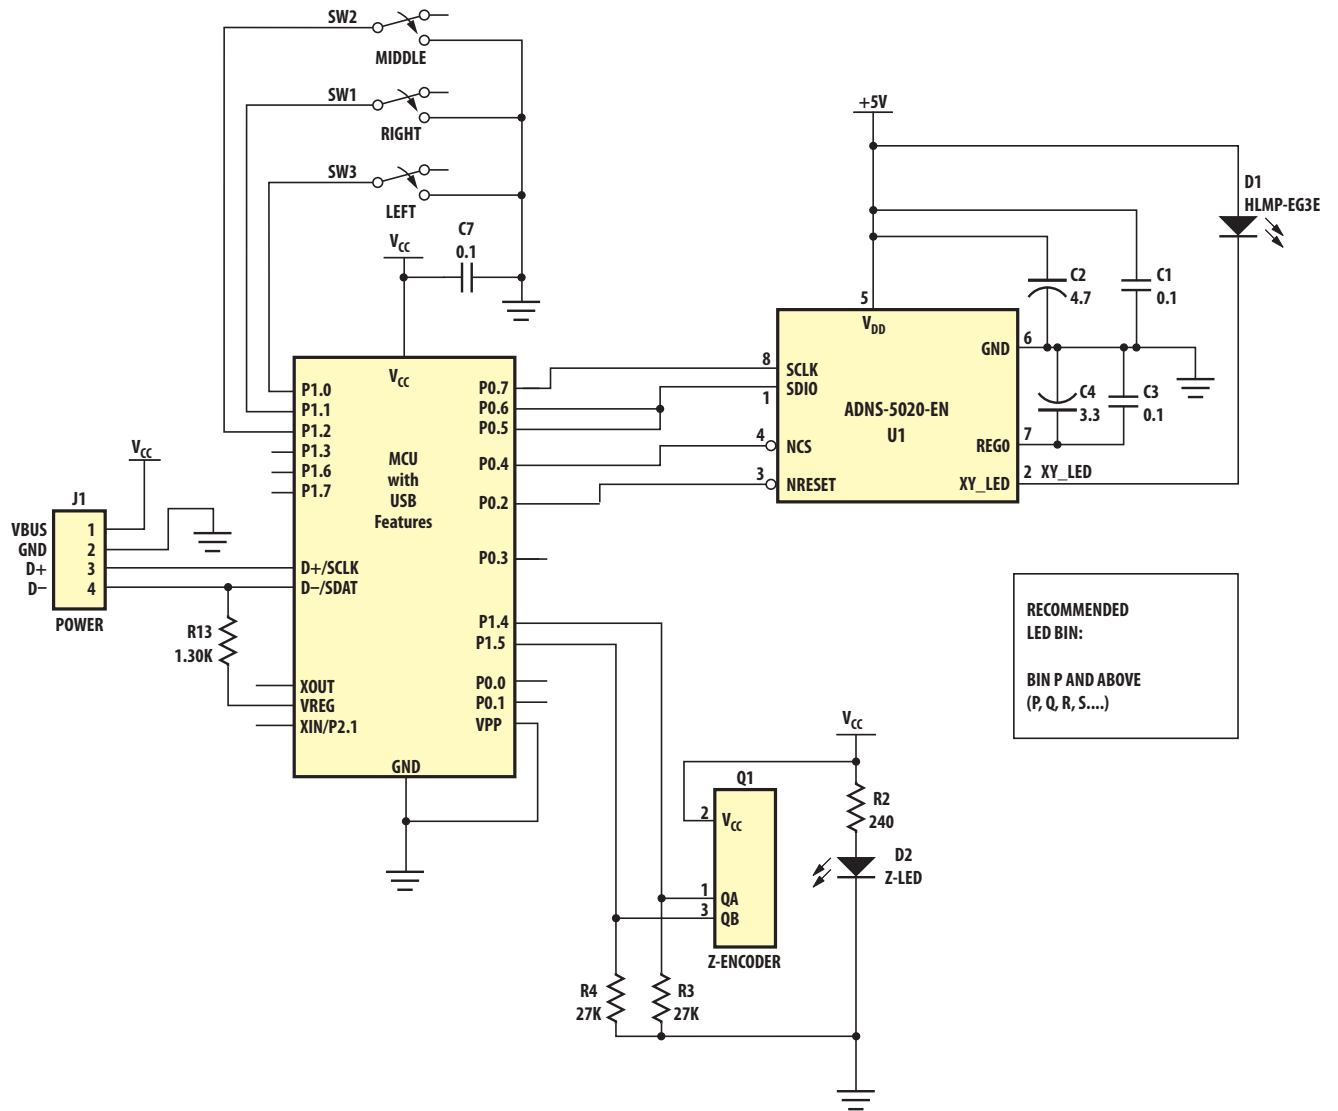 SW2
MIDDLE
SW1
RIGHT
SW3
LEFT
VCC
C7
0.1
+5V
D1
HLMP-EG3E
C2
4.7
C1
0.1
5
VDD
GND
6
8
SCLK
SDIO
1
ADNS-5020-EN
U1
C4
3.3
C3
0.1
4
NCS
REG0
7
3
NRESET
XY_LED
2
XY_LED
VCC
P1.0
P1.1
P1.2
P1.3
P1.6
P1.7
P0.7
P0.6
P0.5
P0.4
P0.2
P0.3
MCU
with
USB
Features
VCC
J1
VBUS
1
GND
2
D+
3
D−
4
POWER
D+/SCLK
D−/SDAT
R13
1.30K
XOUT
VREG
XIN/P2.1
P1.4
P1.5
P0.0
P0.1
VPP
GND
RECOMMENDED
LED BIN:
BIN P AND ABOVE
(P, Q, R, S....)
VCC
Q1
2
VCC
R2
240
D2
Z-LED
1
QA
3
QB
Z-ENCODER
R4
27K
R3
27K